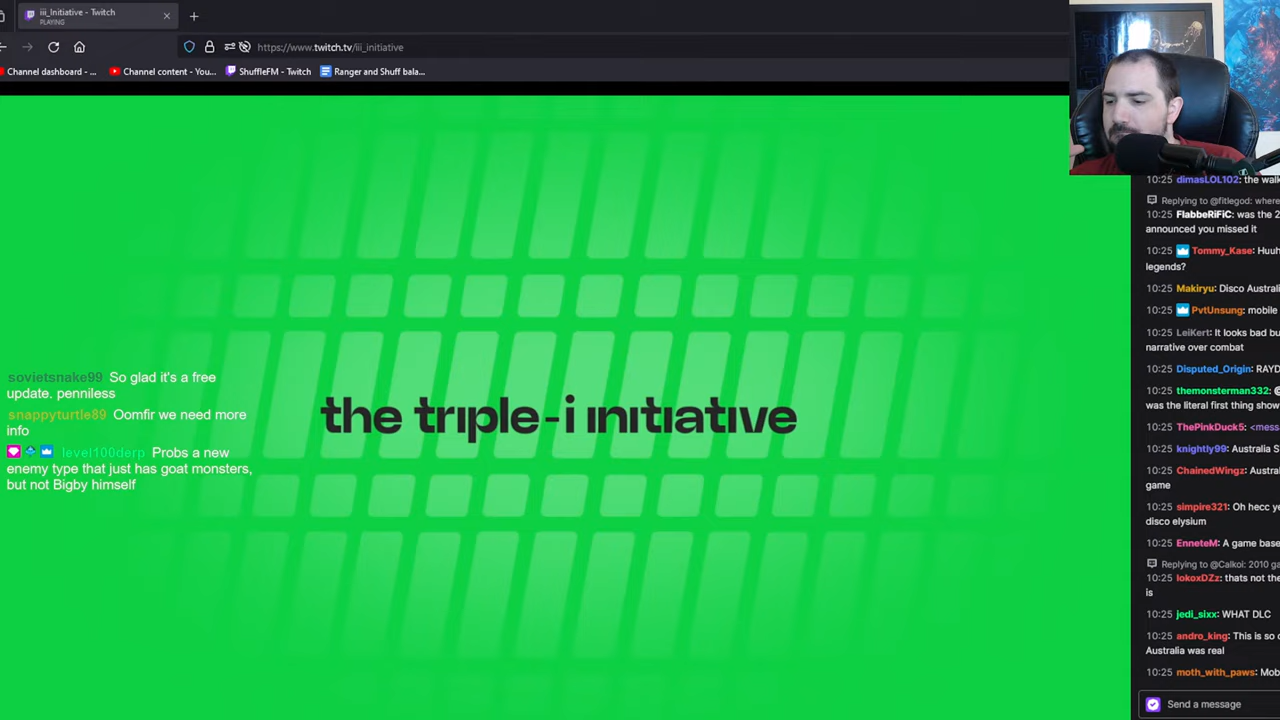 iii_Initiative - Twitch
PLAYING
https://www.twitch.tv/iii_initiative
Channel dashboard - ...
Channel content - You...
ShuffleFM - Twitch
Ranger and Shuff bala...
sovietsnake99 So glad it's a free
update. penniless
snappyturtle89 Oomfir we need more
info
level100derp Probs a new
enemy type that just has goat monsters,
but not Bigby himself
the triple-i initiative
10:25 dimasLOL102: the walk
Replying to @fitlegod: where
10:25 FlabbeRiFiC: was the 2
announced you missed it
10:25 Tommy_Kase: Huuh
legends?
10:25 Makiryu: Disco Austral
10:25 PvtUnsung: mobile
10:25 LeiKert: It looks bad bu
narrative over combat
10:25 Disputed_Origin: RAYD
10:25 themonsterman332: @
was the literal first thing show
10:25 ThePinkDuck5: <mess
10:25 knightly99: Australia S
10:25 ChainedWingz: Austra
game
10:25 simpire321: Oh hecc ye
disco elysium
10:25 EnneteM: A game base
Replying to @Calkol: 2010 ga
10:25 lokoxDZz: thats not the
is
10:25 jedi_sixx: WHAT DLC
10:25 andro_king: This is so c
Australia was real
10:25 moth_with_paws: Mob
Send a message